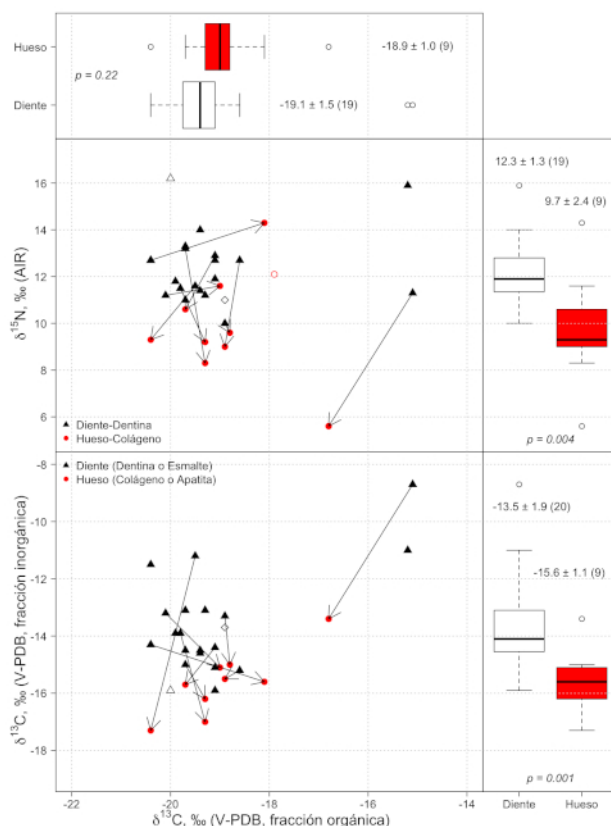 Hueso
-18.9 ± 1.0 (9)
p = 0.22
Diente
-19.1 ± 1.5 (19)
12.3 ± 1.3 (19)
9.7 ± 2.4 (9)
16
14
12
10
8
6
δ15N, ‰ (AIR)
Diente-Dentina
Hueso-Colágeno
p = 0.004
-8
-10
-12
-14
-16
-18
δ13C, ‰ (V-PDB, fracción inorgánica)
Diente (Dentina o Esmalte)
Hueso (Colágeno o Apatita)
-13.5 ± 1.9 (20)
-15.6 ± 1.1 (9)
p = 0.001
-22
-20
-18
-16
-14
Diente
Hueso
δ13C, ‰ (V-PDB, fracción orgánica)